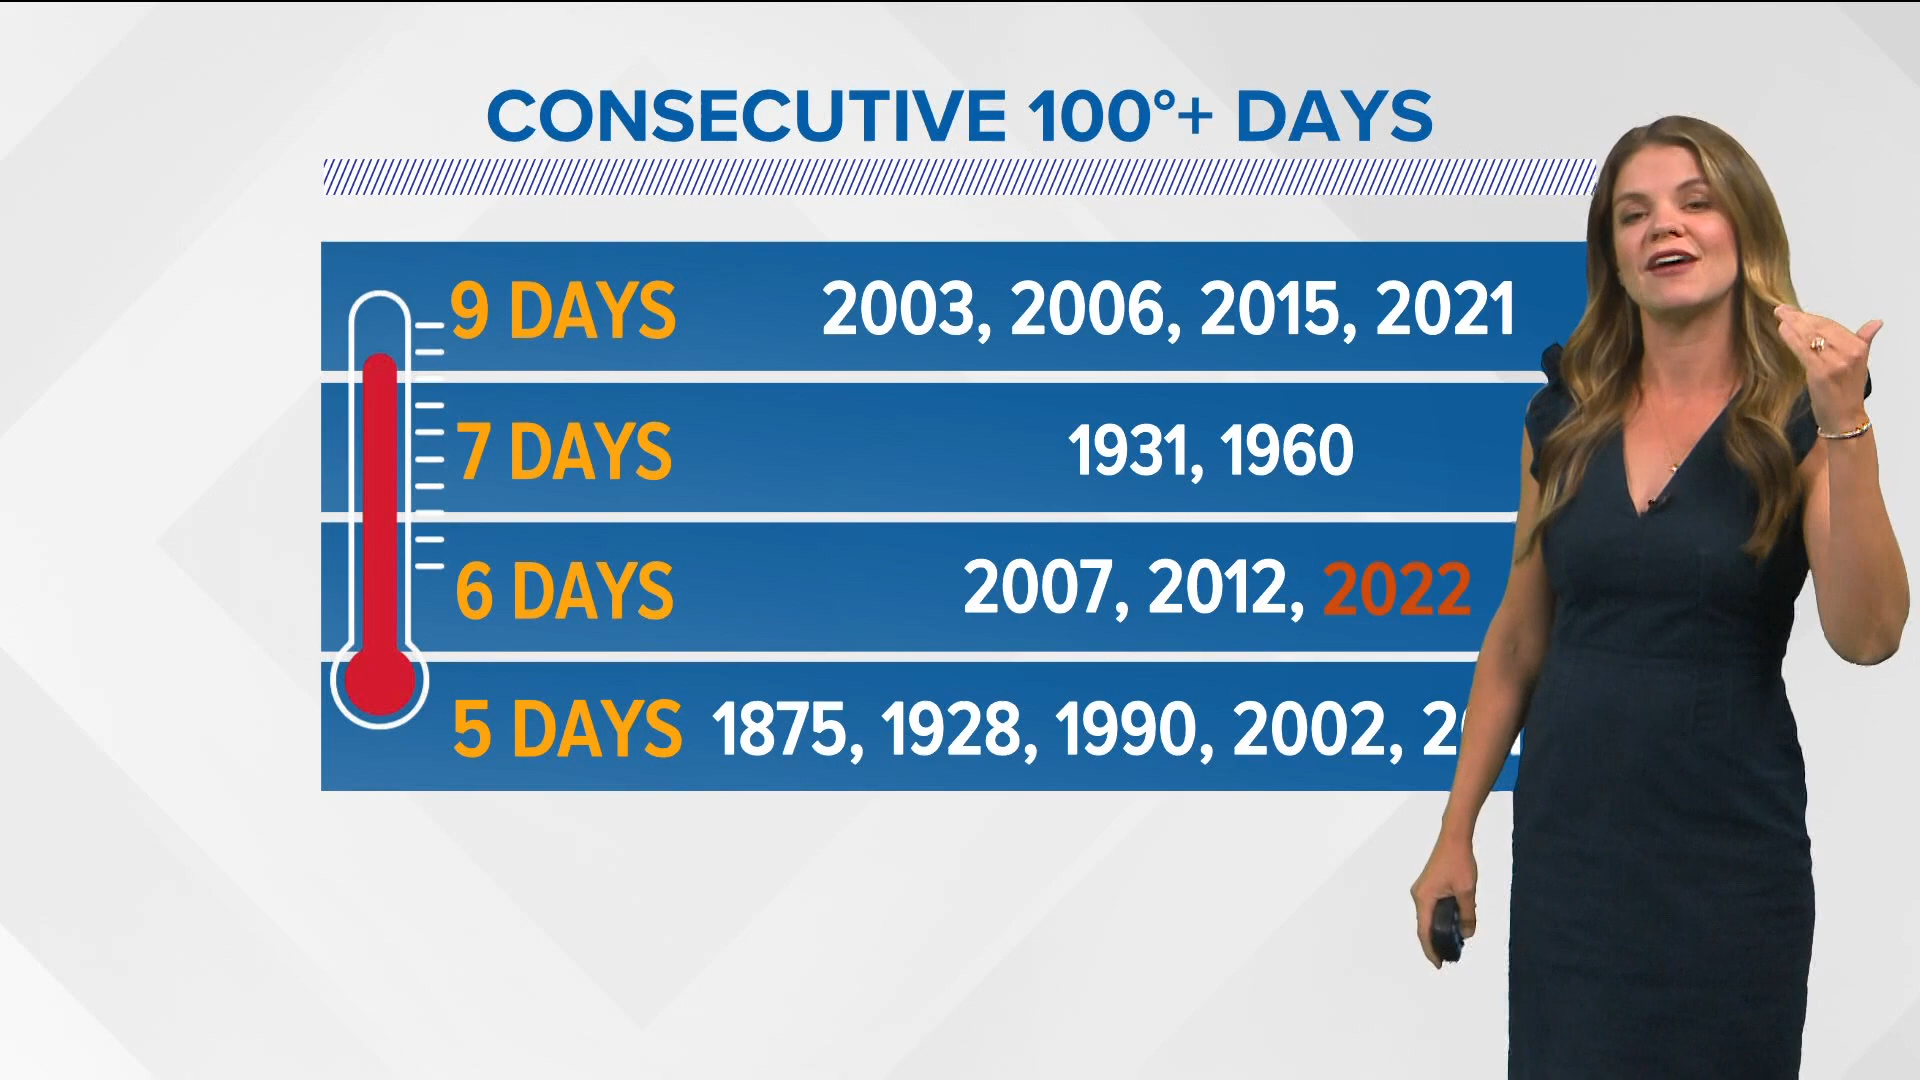 CONSECUTIVE 100°+ DAYS
9 DAYS 2003, 2006, 2015, 2021
7 DAYS 1931, 1960
6 DAYS 2007, 2012, 2022
5 DAYS 1875, 1928, 1990, 2002,